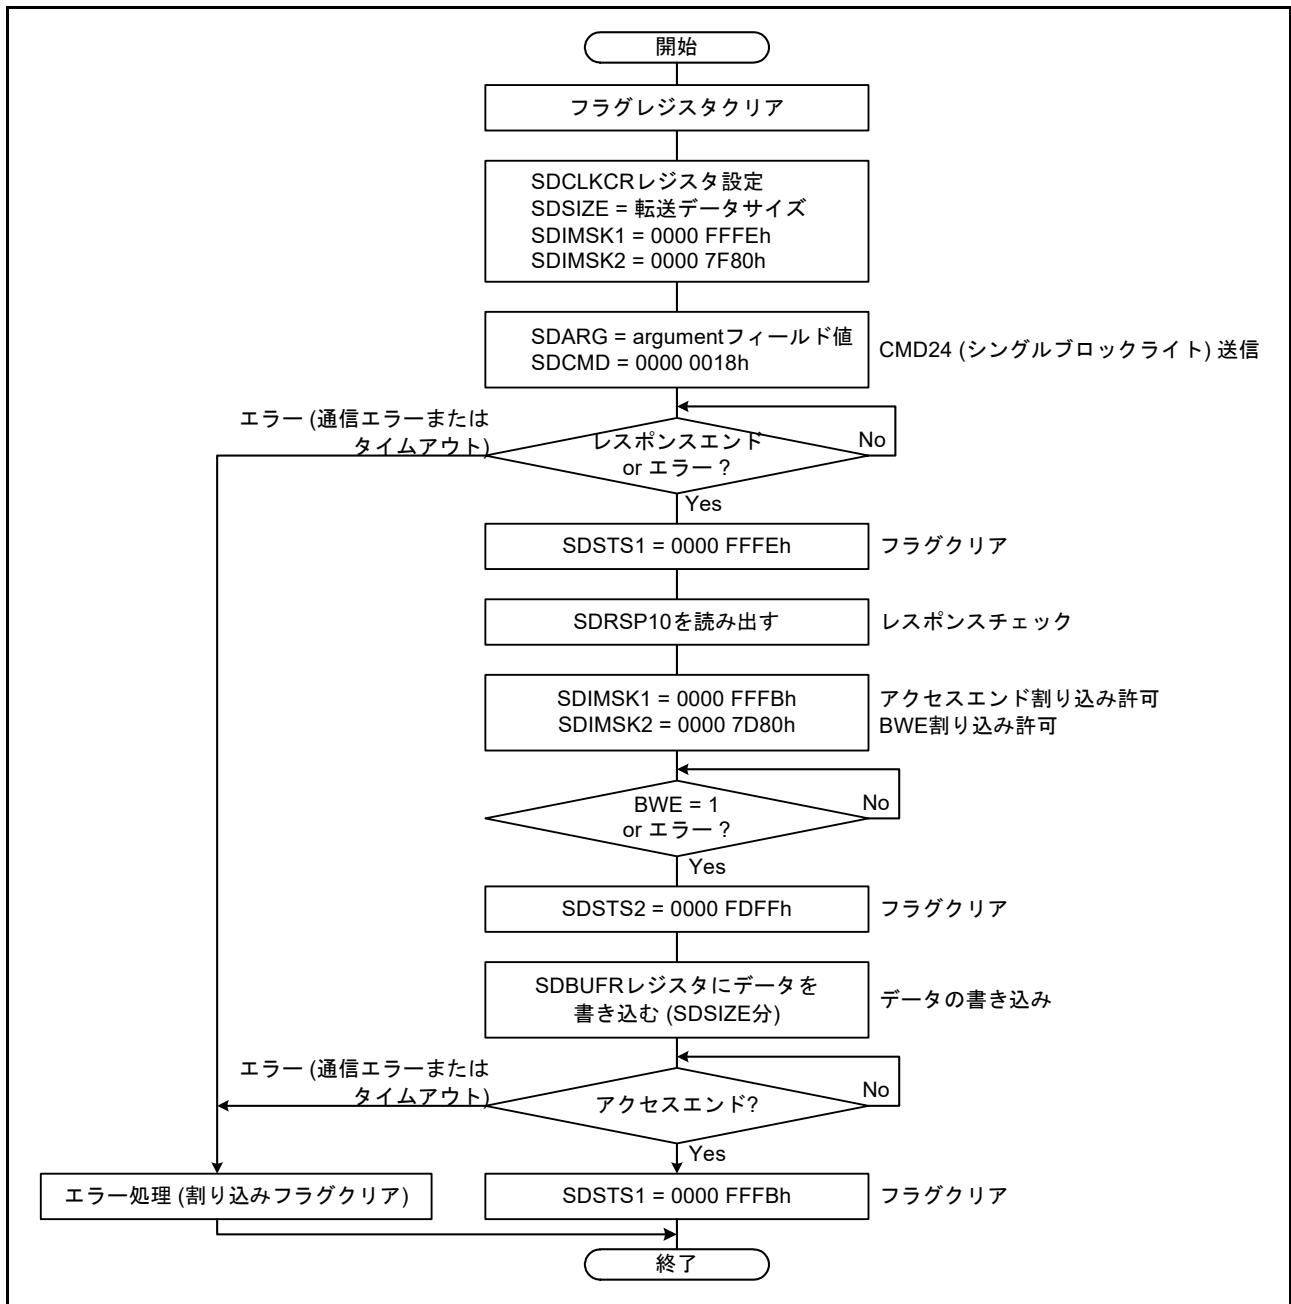 開始
フラグレジスタクリア
SDCLKCRレジスタ設定
SDSIZE = 転送データサイズ
SDIMSK1 = 0000 FFFEh
SDIMSK2 = 0000 7F80h
SDARG = argumentフィールド値
SDCMD = 0000 0018h
CMD24 (シングルブロックライト) 送信
エラー (通信エラーまたは
タイムアウト)
レスポンスエンド
or エラー ?
No
Yes
SDSTS1 = 0000 FFFEh
フラグクリア
SDRSP10を読み出す
レスポンスチェック
SDIMSK1 = 0000 FFFBh
SDIMSK2 = 0000 7D80h
アクセスエンド割り込み許可
BWE割り込み許可
BWE = 1
or エラー ?
No
Yes
SDSTS2 = 0000 FDFFh
フラグクリア
SDBUFRレジスタにデータを
書き込む (SDSIZE分)
データの書き込み
エラー (通信エラーまたは
タイムアウト)
アクセスエンド?
No
Yes
エラー処理 (割り込みフラグクリア)
SDSTS1 = 0000 FFFBh
フラグクリア
終了